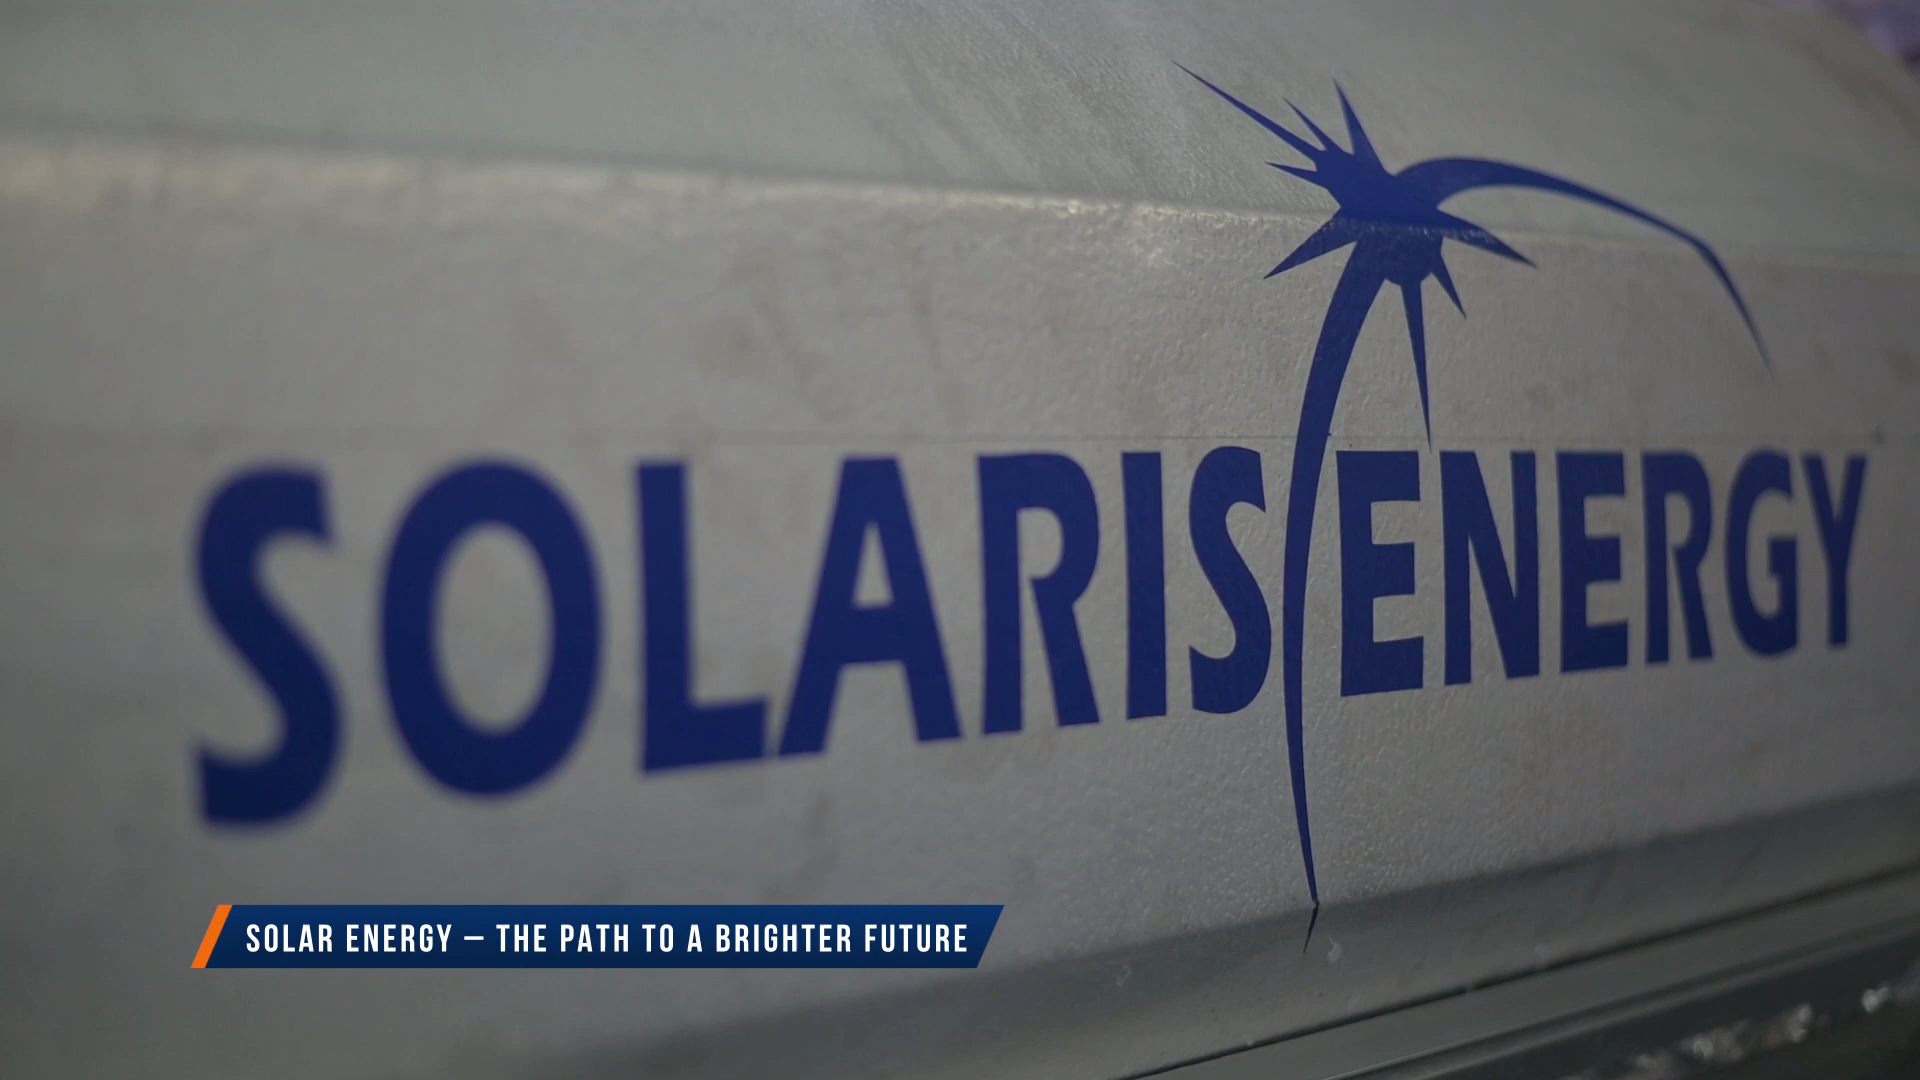 SOLARIS ENERGY
SOLAR ENERGY – THE PATH TO A BRIGHTER FUTURE